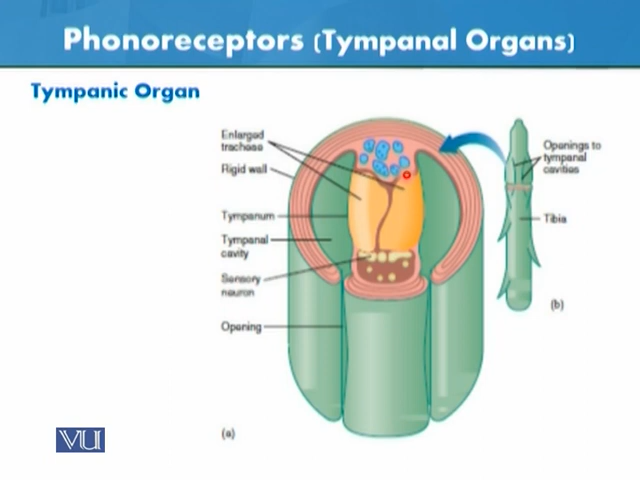 Phonoreceptors (Tympanal Organs)
Tympanic Organ
Enlarged
tracheae
Rigid wall
Tympanum
Tympanal
cavity
Sensory
neuron
Opening
(a)
Openings to
tympanal
cavities
Tibia
(b)
VU